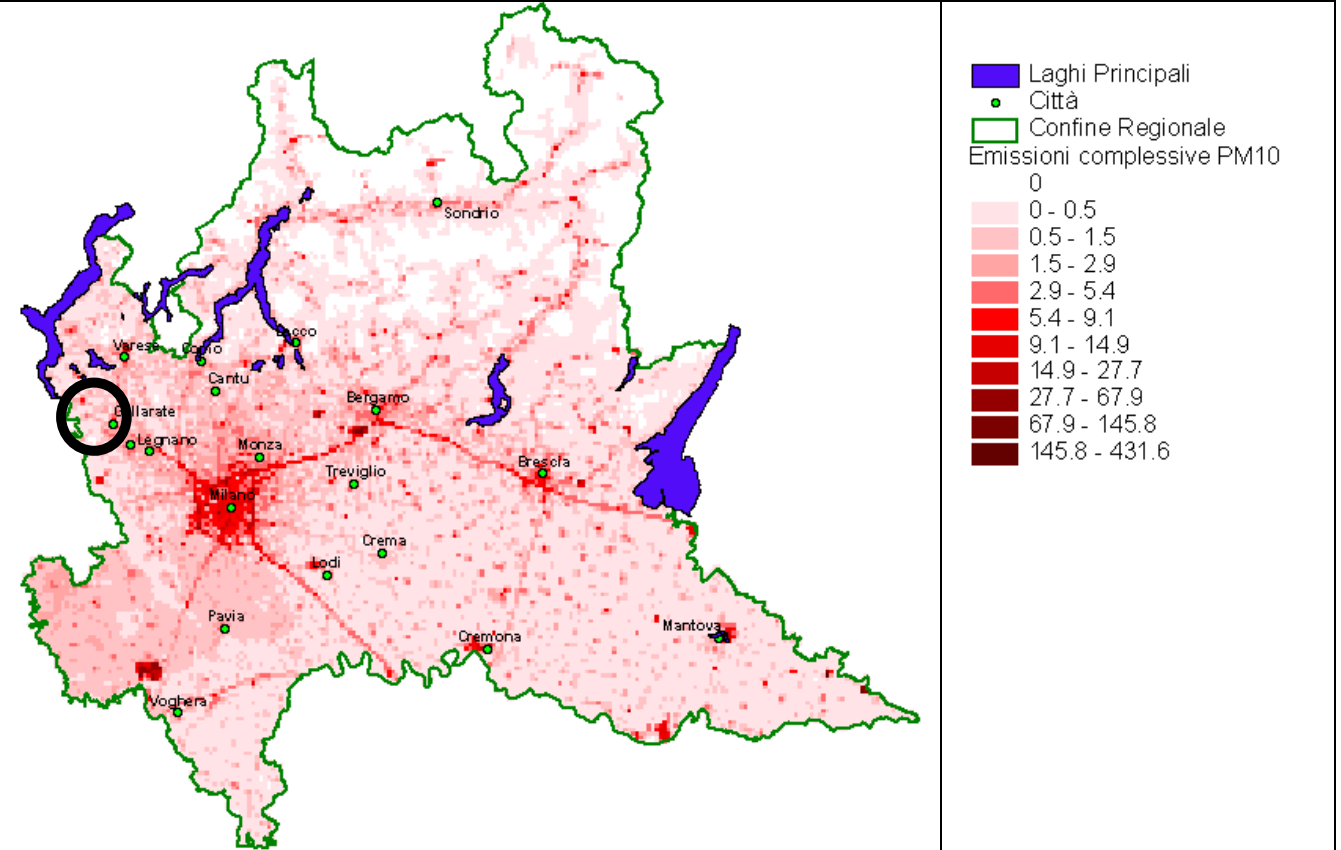 Laghi Principali
Città
Confine Regionale
Emissioni complessive PM10
0
0 - 0.5
0.5 - 1.5
1.5 - 2.9
2.9 - 5.4
5.4 - 9.1
9.1 - 14.9
14.9 - 27.7
27.7 - 67.9
67.9 - 145.8
145.8 - 431.6
Sondrio
Lecco
Varese
Como
Cantu
Bergamo
Gallarate
Legnano
Monza
Brescia
Treviglio
Milano
Crema
Lodi
Pavia
Mantova
Cremona
Voghera